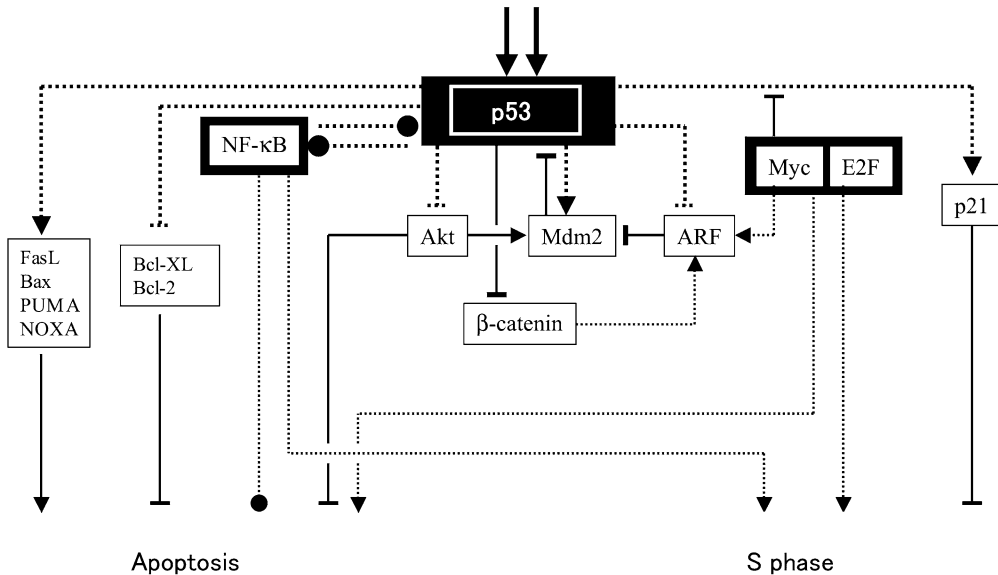 p53
NF-κB
Myc
E2F
p21
Akt
Mdm2
ARF
FasL
Bax
PUMA
NOXA
Bcl-XL
Bcl-2
β-catenin
Apoptosis
S phase